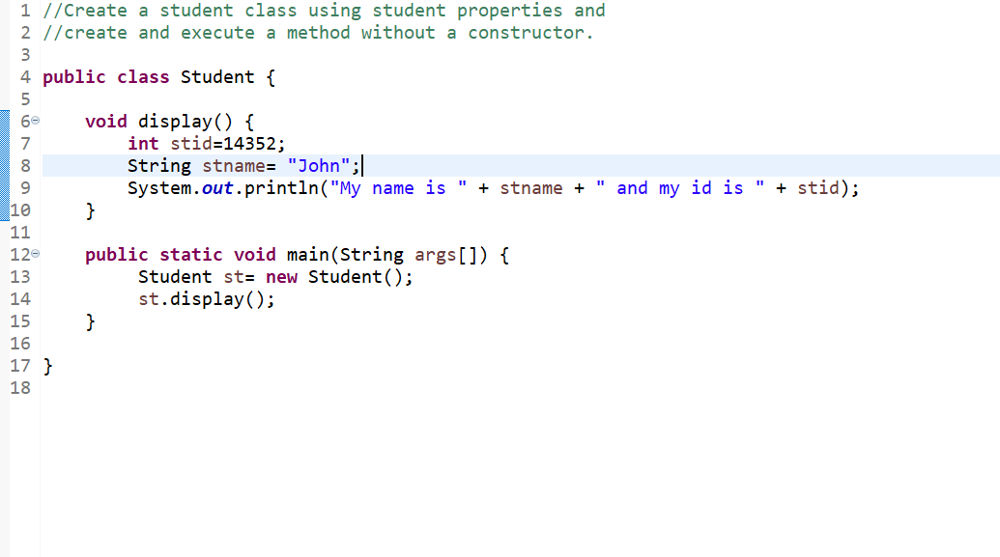 1 //Create a student class using student properties and
2 //create and execute a method without a constructor.
3
4 public class Student {
5
6     void display() {
7         int stid=14352;
8         String stname= "John";
9         System.out.println("My name is " + stname + " and my id is " + stid);
10     }
11
12     public static void main(String args[]) {
13          Student st= new Student();
14          st.display();
15     }
16
17 }
18